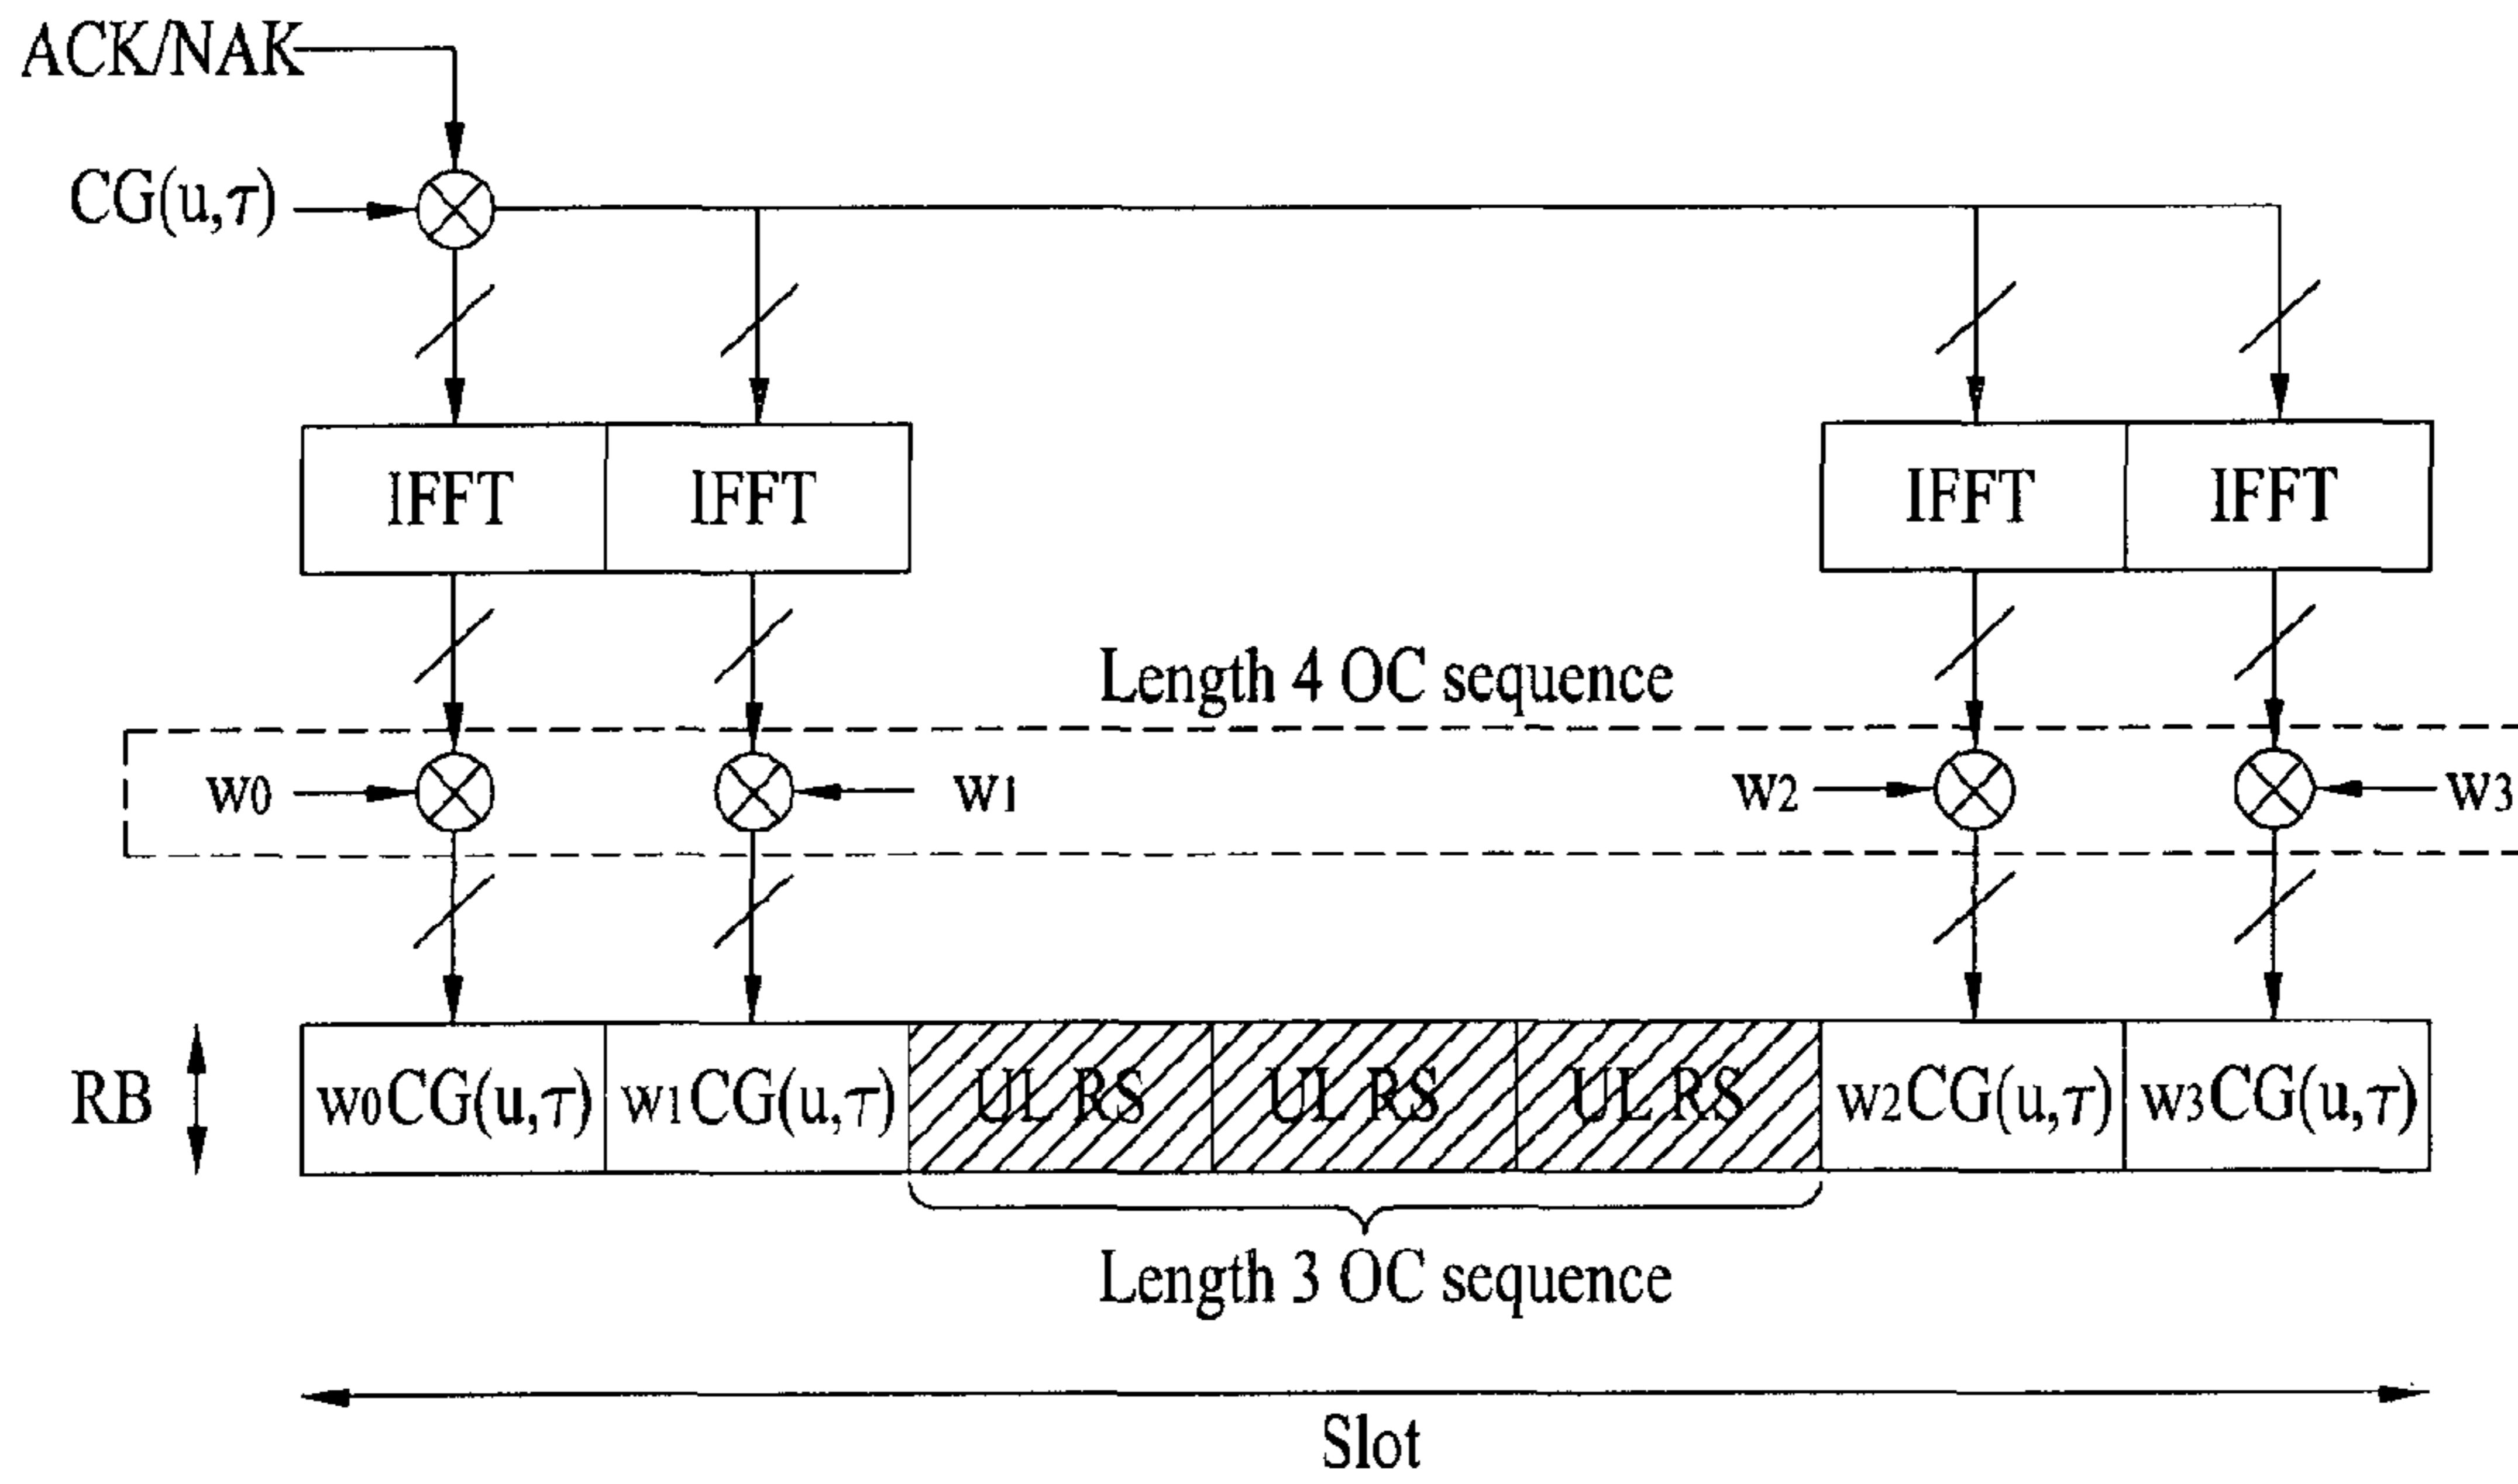 ACK/NAK
CG(u,τ)
IFFT IFFT IFFT IFFT
Length 4 OC sequence
w0 w1 w2 w3
RB w0CG(u,τ) w1CG(u,τ) UL RS UL RS UL RS w2CG(u,τ) w3CG(u,τ)
Length 3 OC sequence
Slot